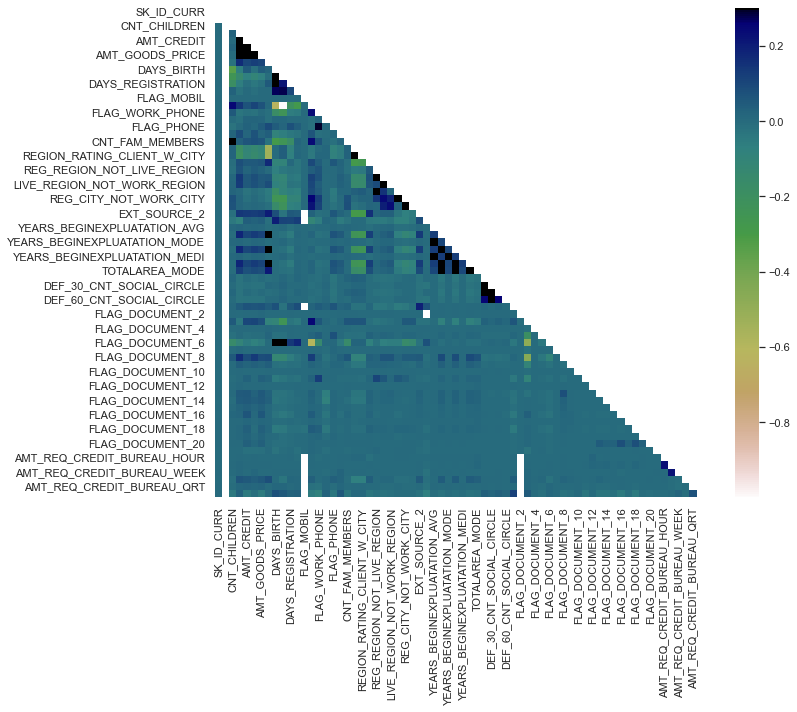 SK_ID_CURR
CNT_CHILDREN
AMT_CREDIT
AMT_GOODS_PRICE
DAYS_BIRTH
DAYS_REGISTRATION
FLAG_MOBIL
FLAG_WORK_PHONE
FLAG_PHONE
CNT_FAM_MEMBERS
REGION_RATING_CLIENT_W_CITY
REG_REGION_NOT_LIVE_REGION
LIVE_REGION_NOT_WORK_REGION
REG_CITY_NOT_WORK_CITY
EXT_SOURCE_2
YEARS_BEGINEXPLUATATION_AVG
YEARS_BEGINEXPLUATATION_MODE
YEARS_BEGINEXPLUATATION_MEDI
TOTALAREA_MODE
DEF_30_CNT_SOCIAL_CIRCLE
DEF_60_CNT_SOCIAL_CIRCLE
FLAG_DOCUMENT_2
FLAG_DOCUMENT_4
FLAG_DOCUMENT_6
FLAG_DOCUMENT_8
FLAG_DOCUMENT_10
FLAG_DOCUMENT_12
FLAG_DOCUMENT_14
FLAG_DOCUMENT_16
FLAG_DOCUMENT_18
FLAG_DOCUMENT_20
AMT_REQ_CREDIT_BUREAU_HOUR
AMT_REQ_CREDIT_BUREAU_WEEK
AMT_REQ_CREDIT_BUREAU_QRT
SK_ID_CURR
CNT_CHILDREN
AMT_CREDIT
AMT_GOODS_PRICE
DAYS_BIRTH
DAYS_REGISTRATION
FLAG_MOBIL
FLAG_WORK_PHONE
FLAG_PHONE
CNT_FAM_MEMBERS
REGION_RATING_CLIENT_W_CITY
REG_REGION_NOT_LIVE_REGION
LIVE_REGION_NOT_WORK_REGION
REG_CITY_NOT_WORK_CITY
EXT_SOURCE_2
YEARS_BEGINEXPLUATATION_AVG
YEARS_BEGINEXPLUATATION_MODE
YEARS_BEGINEXPLUATATION_MEDI
TOTALAREA_MODE
DEF_30_CNT_SOCIAL_CIRCLE
DEF_60_CNT_SOCIAL_CIRCLE
FLAG_DOCUMENT_2
FLAG_DOCUMENT_4
FLAG_DOCUMENT_6
FLAG_DOCUMENT_8
FLAG_DOCUMENT_10
FLAG_DOCUMENT_12
FLAG_DOCUMENT_14
FLAG_DOCUMENT_16
FLAG_DOCUMENT_18
FLAG_DOCUMENT_20
AMT_REQ_CREDIT_BUREAU_HOUR
AMT_REQ_CREDIT_BUREAU_WEEK
AMT_REQ_CREDIT_BUREAU_QRT
0.2
0.0
−0.2
−0.4
−0.6
−0.8